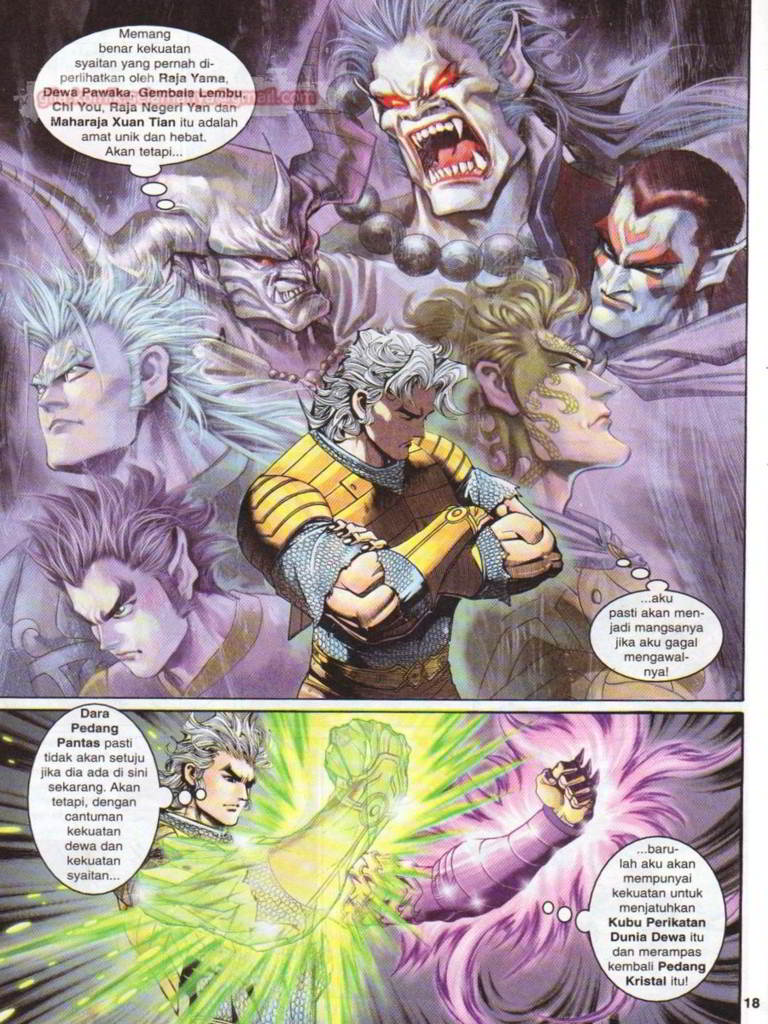 Memang
benar kekuatan
syaitan yang pernah di-
perlihatkan oleh Raja Yama,
Dewa Pawaka, Gembala Lembu,
Chi You, Raja Negeri Yan dan
Maharaja Xuan Tian itu adalah
amat unik dan hebat.
Akan tetapi...
...aku
pasti akan men-
jadi mangsanya
jika aku gagal
mengawal-
nya!
Dara
Pedang
Pantas pasti
tidak akan setuju
jika dia ada di sini
sekarang. Akan
tetapi, dengan
cantuman
kekuatan
dewa dan
kekuatan
syaitan...
...baru-
lah aku akan
mempunyai
kekuatan untuk
menjatuhkan
Kubu Perikatan
Dunia Dewa itu
dan merampas
kembali Pedang
Kristal itu!
18